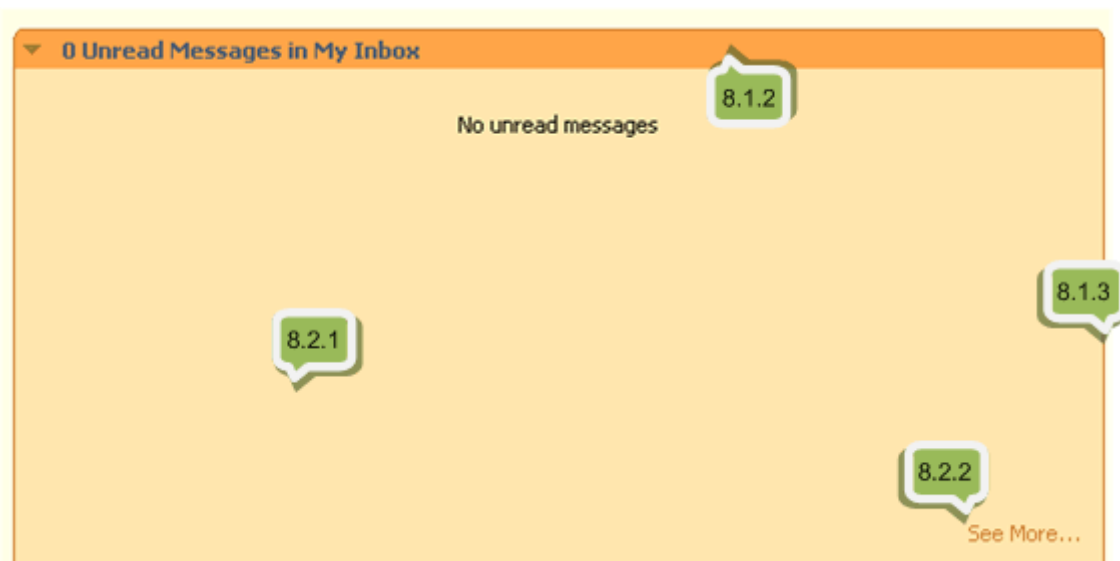 0 Unread Messages in My Inbox
8.1.2
No unread messages
8.1.3
8.2.1
8.2.2
See More...